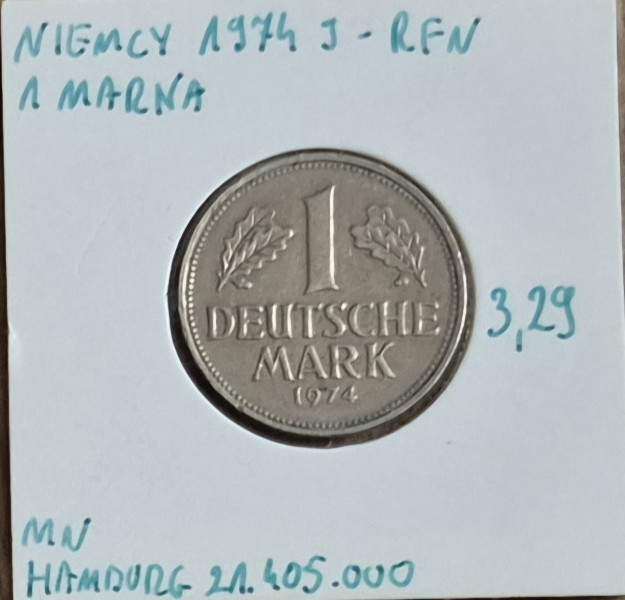 NIEMCY 1974 J - RFN
1 MARKA
1
DEUTSCHE
MARK
1974
3,29
MN
HAMBURG 21.405.000